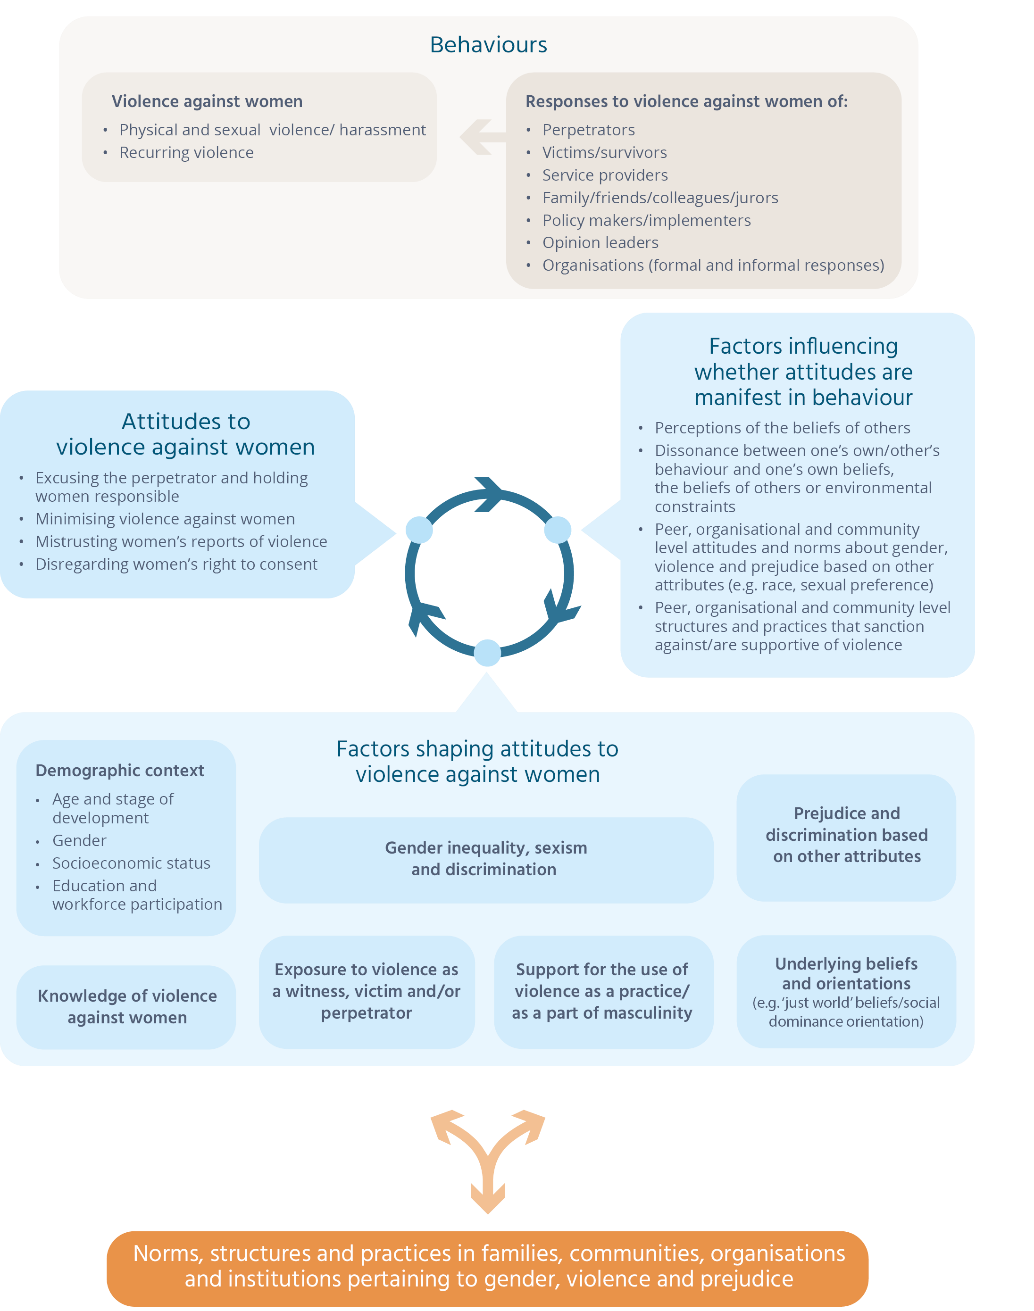 Behaviours
Violence against women
• Physical and sexual violence/ harassment
• Recurring violence
Responses to violence against women of:
• Perpetrators
• Victims/survivors
• Service providers
• Family/friends/colleagues/jurors
• Policy makers/implementers
• Opinion leaders
• Organisations (formal and informal responses)
Attitudes to
violence against women
• Excusing the perpetrator and holding
women responsible
• Minimising violence against women
• Mistrusting women’s reports of violence
• Disregarding women’s right to consent
Factors influencing
whether attitudes are
manifest in behaviour
• Perceptions of the beliefs of others
• Dissonance between one’s own/other’s
behaviour and one’s own beliefs,
the beliefs of others or environmental
constraints
• Peer, organisational and community
level attitudes and norms about gender,
violence and prejudice based on other
attributes (e.g. race, sexual preference)
• Peer, organisational and community level
structures and practices that sanction
against/are supportive of violence
Factors shaping attitudes to
violence against women
Demographic context
• Age and stage of
development
• Gender
• Socioeconomic status
• Education and
workforce participation
Gender inequality, sexism
and discrimination
Prejudice and
discrimination based
on other attributes
Knowledge of violence
against women
Exposure to violence as
a witness, victim and/or
perpetrator
Support for the use of
violence as a practice/
as a part of masculinity
Underlying beliefs
and orientations
(e.g. ‘just world’ beliefs/social
dominance orientation)
Norms, structures and practices in families, communities, organisations
and institutions pertaining to gender, violence and prejudice